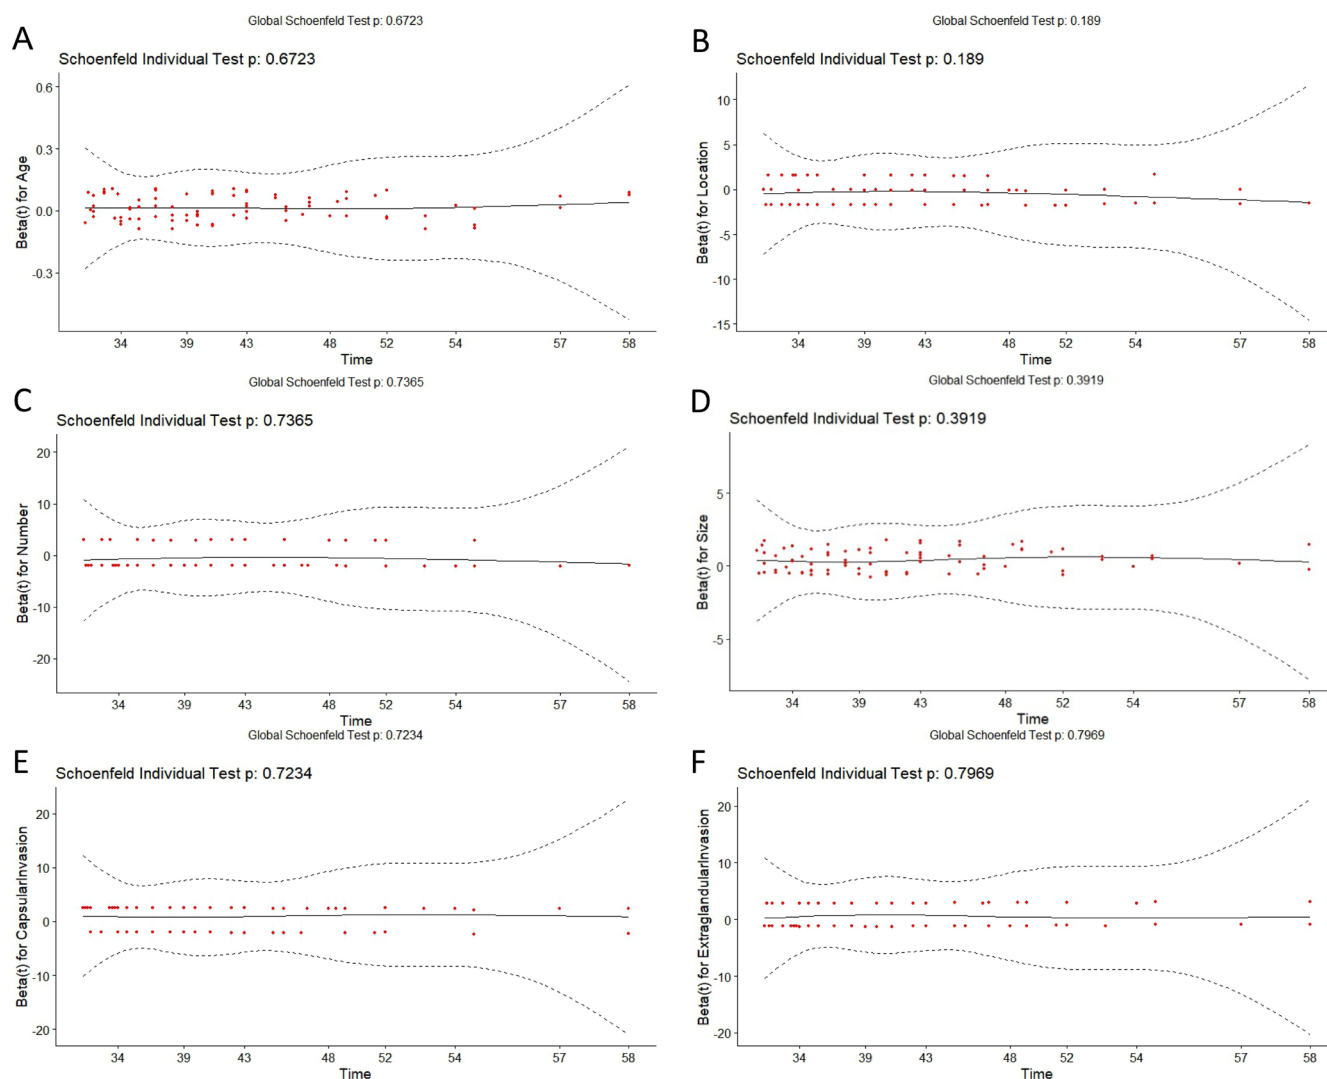 Global Schoenfeld Test p: 0.6723
A
Schoenfeld Individual Test p: 0.6723
Beta(t) for Age
0.6
0.3
0.0
-0.3
34 39 43 48 52 54 57 58
Time
Global Schoenfeld Test p: 0.189
B
Schoenfeld Individual Test p: 0.189
Beta(t) for Location
10
5
0
-5
-10
-15
34 39 43 48 52 54 57 58
Time
Global Schoenfeld Test p: 0.7365
C
Schoenfeld Individual Test p: 0.7365
Beta(t) for Number
20
10
0
-10
-20
34 39 43 48 52 54 57 58
Time
Global Schoenfeld Test p: 0.3919
D
Schoenfeld Individual Test p: 0.3919
Beta(t) for Size
5
0
-5
34 39 43 48 52 54 57 58
Time
Global Schoenfeld Test p: 0.7234
E
Schoenfeld Individual Test p: 0.7234
Beta(t) for CapsularInvasion
20
10
0
-10
-20
34 39 43 48 52 54 57 58
Time
Global Schoenfeld Test p: 0.7969
F
Schoenfeld Individual Test p: 0.7969
Beta(t) for ExtraglandularInvasion
20
10
0
-10
-20
34 39 43 48 52 54 57 58
Time